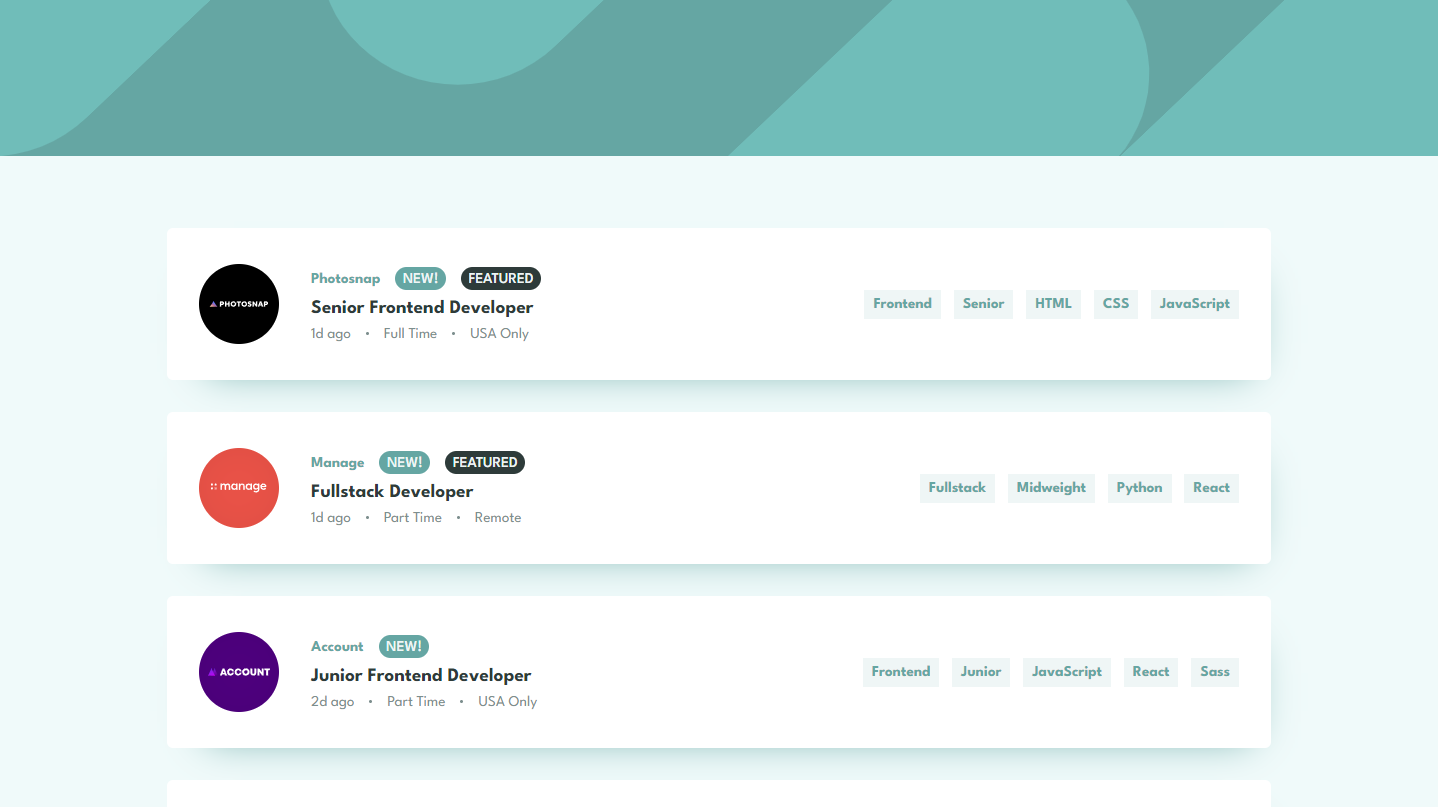 PHOTOSNAP
Photosnap NEW! FEATURED
Senior Frontend Developer
1d ago • Full Time • USA Only
Frontend Senior HTML CSS JavaScript
manage
Manage NEW! FEATURED
Fullstack Developer
1d ago • Part Time • Remote
Fullstack Midweight Python React
ACCOUNT
Account NEW!
Junior Frontend Developer
2d ago • Part Time • USA Only
Frontend Junior JavaScript React Sass